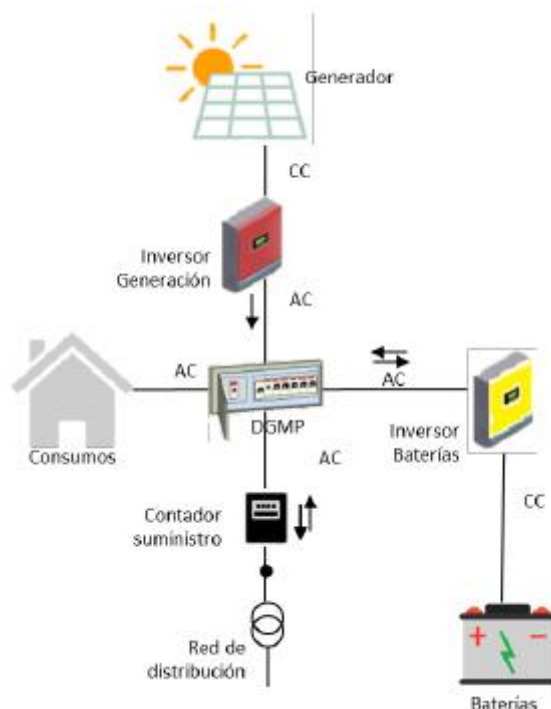 Generador
CC
Inversor
Generación
AC
AC
AC
DGMP
Consumos
Inversor
Baterías
AC
CC
Contador
suministro
Red de
distribución
+
−
Baterías